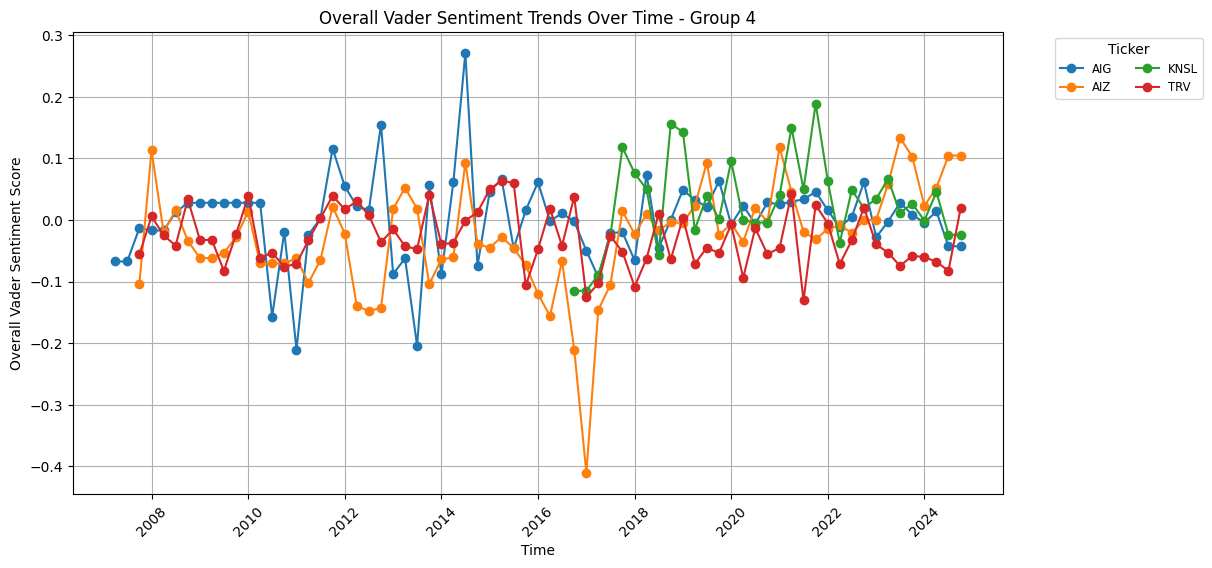 Overall Vader Sentiment Trends Over Time - Group 4
Overall Vader Sentiment Score
0.3
0.2
0.1
0.0
−0.1
−0.2
−0.3
−0.4
2008
2010
2012
2014
2016
2018
2020
2022
2024
Time
Ticker
AIG
AIZ
KNSL
TRV